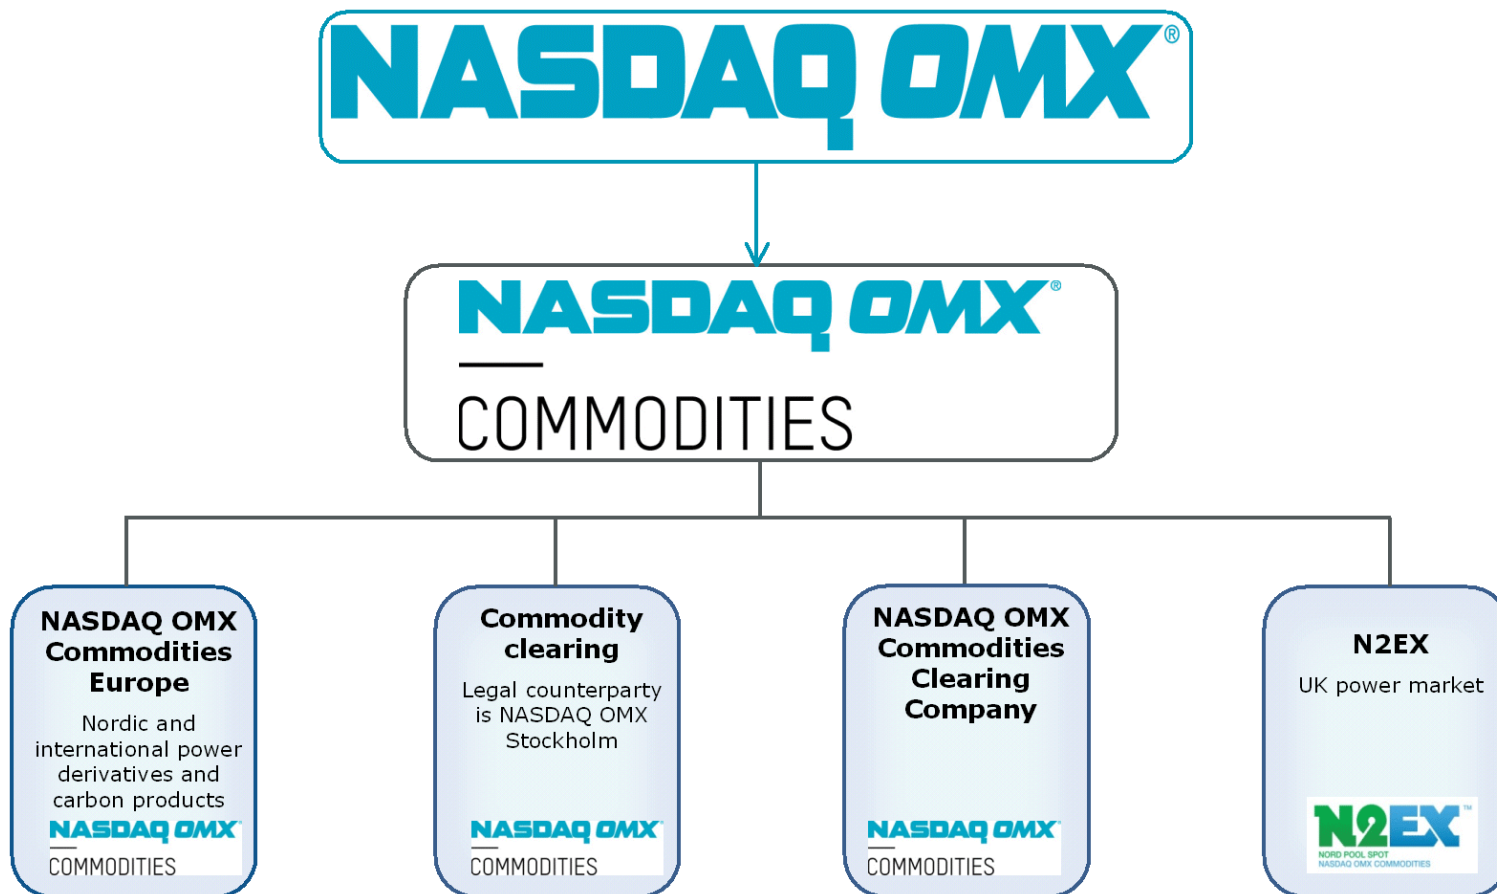 NASDAQ OMX®
NASDAQ OMX®
COMMODITIES
NASDAQ OMX
Commodities
Europe
Nordic and
international power
derivatives and
carbon products
NASDAQ OMX®
COMMODITIES
Commodity
clearing
Legal counterparty
is NASDAQ OMX
Stockholm
NASDAQ OMX®
COMMODITIES
NASDAQ OMX
Commodities
Clearing
Company
NASDAQ OMX®
COMMODITIES
N2EX
UK power market
N2EX™
NORD POOL SPOT
NASDAQ OMX COMMODITIES